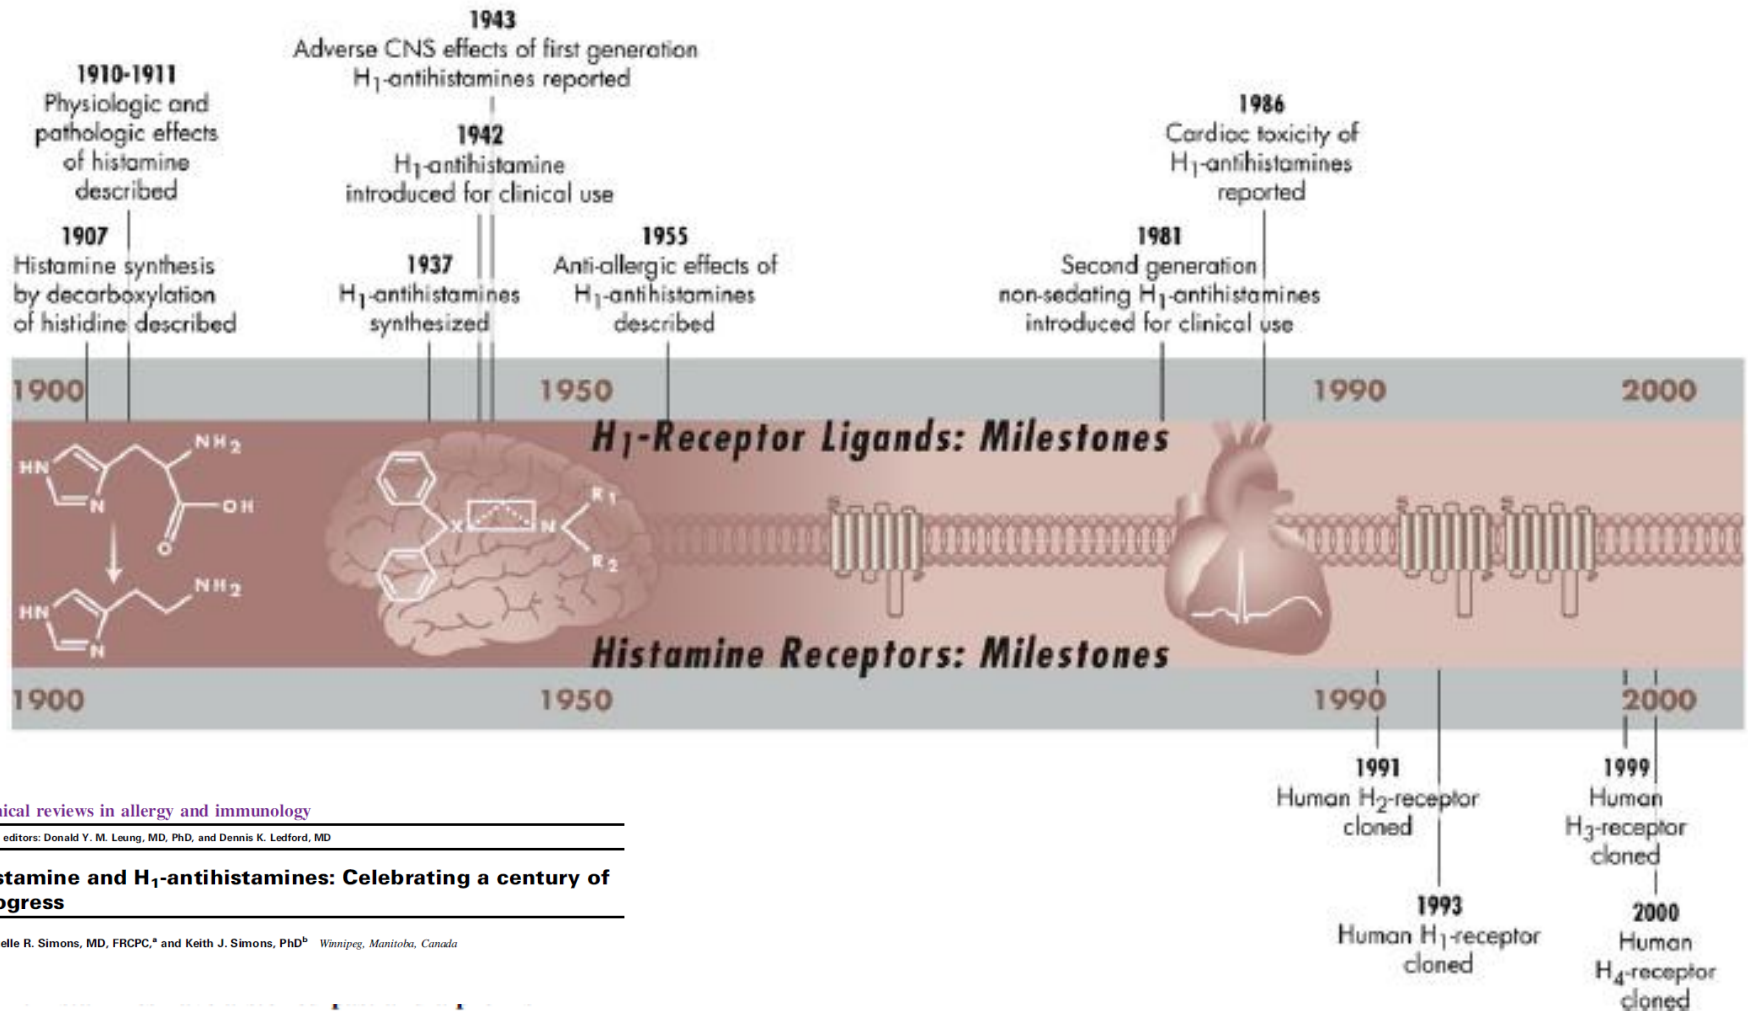 1943
Adverse CNS effects of first generation
H1-antihistamines reported
1910-1911
Physiologic and
pathologic effects
of histamine
described
1942
H1-antihistamine
introduced for clinical use
1986
Cardiac toxicity of
H1-antihistamines
reported
1907
Histamine synthesis
by decarboxylation
of histidine described
1937
H1-antihistamines
synthesized
1955
Anti-allergic effects of
H1-antihistamines
described
1981
Second generation
non-sedating H1-antihistamines
introduced for clinical use
1900 1950 1990 2000
H1-Receptor Ligands: Milestones
NH2
HN
N
OH
O
NH2
HN
N
X N R1
R2
Histamine Receptors: Milestones
1900 1950 1990 2000
1991
Human H2-receptor
cloned
1999
Human
H3-receptor
cloned
1993
Human H1-receptor
cloned
2000
Human
H4-receptor
cloned
reviews in allergy and immunology
editors: Donald Y. M. Leung, MD, PhD, and Dennis K. Ledford, MD
and H1-antihistamines: Celebrating a century of
R. Simons, MD, FRCPC,a and Keith J. Simons, PhDb Winnipeg, Manitoba, Canada